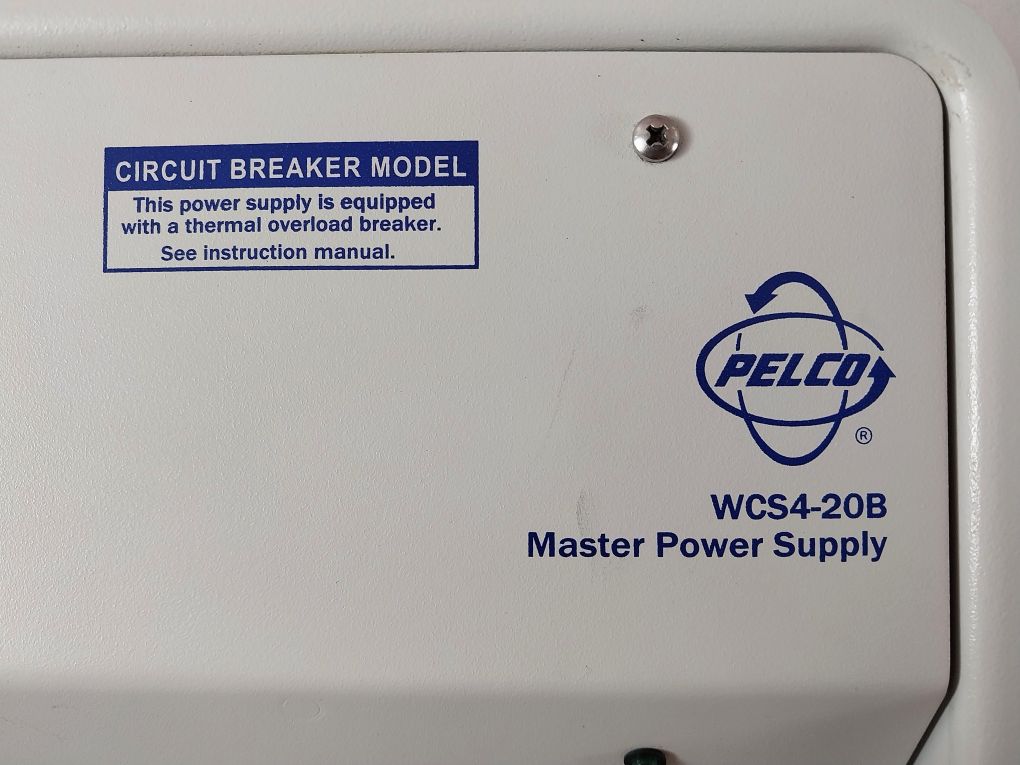 CIRCUIT BREAKER MODEL
This power supply is equipped
with a thermal overload breaker.
See instruction manual.
PELCO
®
WCS4-20B
Master Power Supply